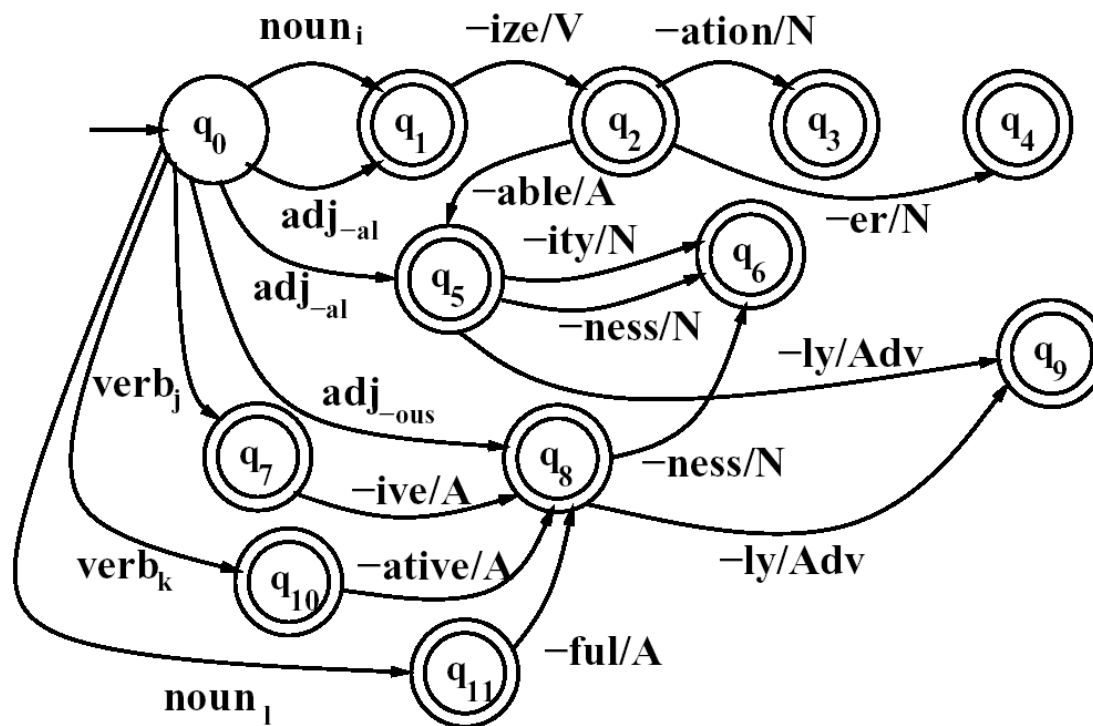 noun_i
−ize/V
−ation/N
q_0
q_1
q_2
q_3
q_4
adj_−al
−able/A
−er/N
−ity/N
q_5
q_6
adj_−al
−ness/N
−ly/Adv
q_9
verb_j
adj_−ous
q_7
q_8
−ness/N
−ive/A
−ly/Adv
verb_k
−ative/A
q_10
−ful/A
q_11
noun_l